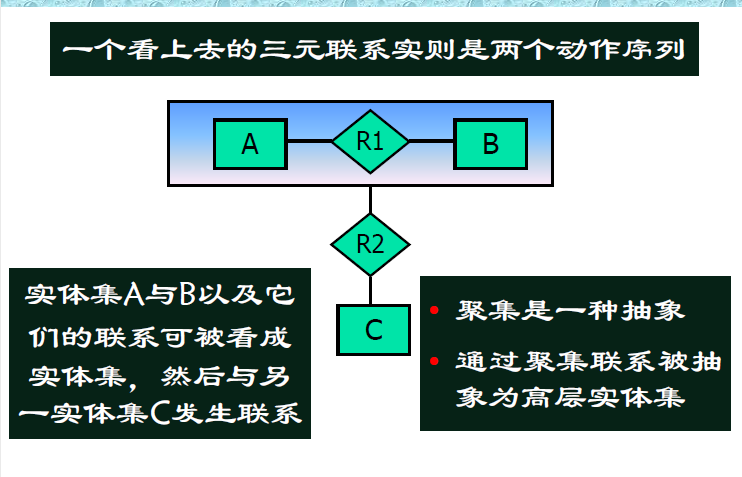 一个看上去的三元联系实则是两个动作序列
A
R1
B
R2
C
实体集A与B以及它
们的联系可被看成
实体集，然后与另
一实体集C发生联系
• 聚集是一种抽象
• 通过聚集联系被抽
象为高层实体集